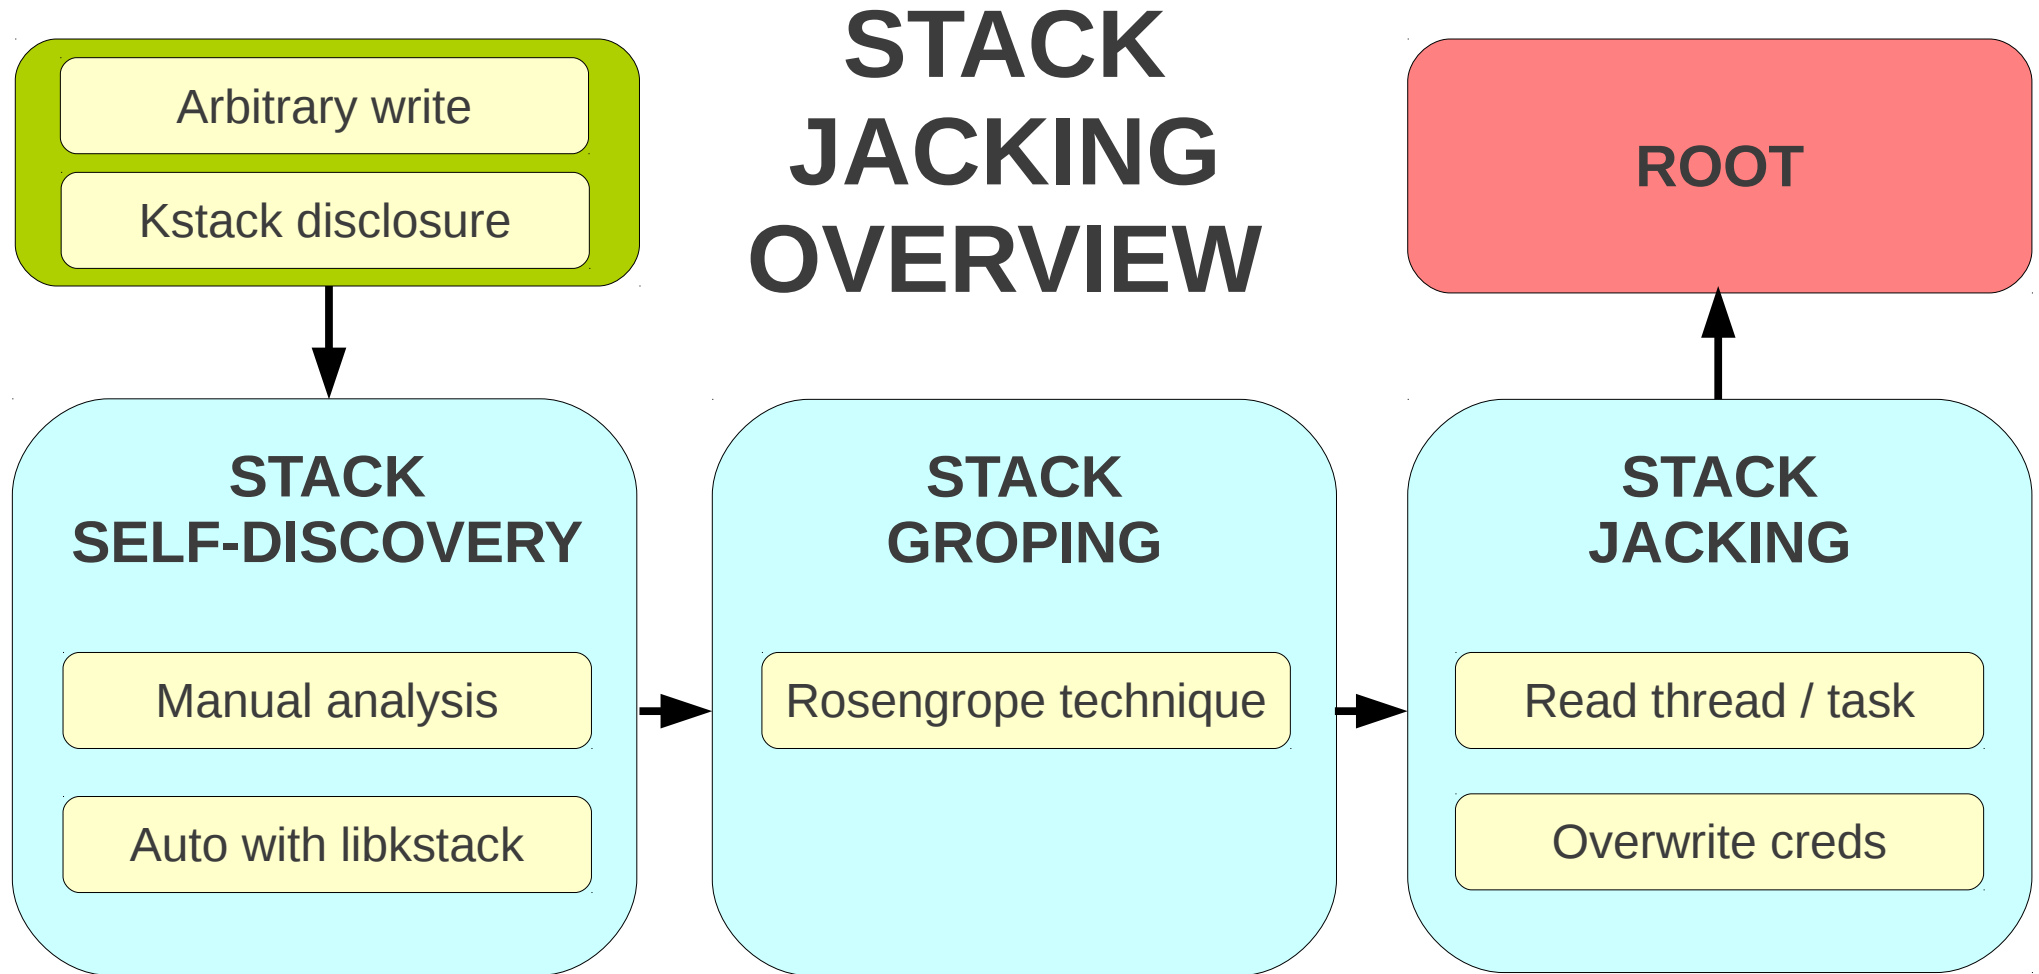 STACK
JACKING
OVERVIEW
Arbitrary write
Kstack disclosure
ROOT
STACK
SELF-DISCOVERY
Manual analysis
Auto with libkstack
STACK
GROPING
Rosengrope technique
STACK
JACKING
Read thread / task
Overwrite creds